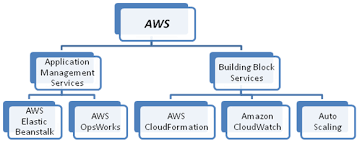 AWS
Application
Management
Services
Building Block
Services
AWS
Elastic
Beanstalk
AWS
OpsWorks
AWS
CloudFormation
Amazon
CloudWatch
Auto
Scaling